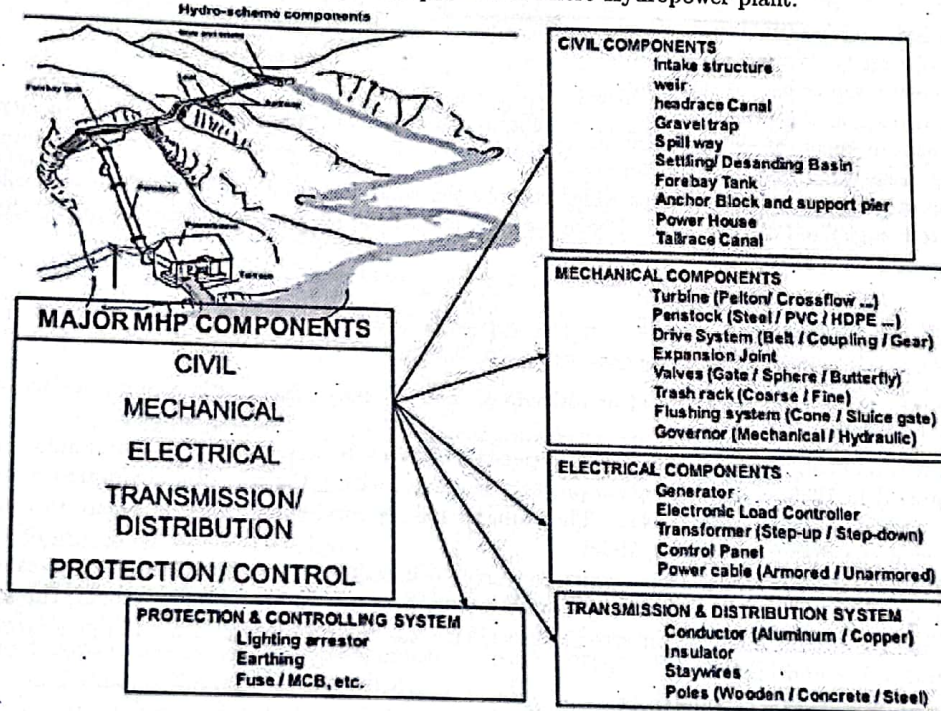 Hydropower plant.
Hydro-scheme components
Forebay tank
Penstock
Powerhouse
Tailrace
MAJOR MHP COMPONENTS
CIVIL
MECHANICAL
ELECTRICAL
TRANSMISSION/
DISTRIBUTION
PROTECTION / CONTROL
CIVIL COMPONENTS
Intake structure
weir
headrace Canal
Gravel trap
Spill way
Settling/ Desanding Basin
Forebay Tank
Anchor Block and support pier
Power House
Tailrace Canal
MECHANICAL COMPONENTS
Turbine (Pelton/ Crossflow ...)
Penstock (Steel / PVC / HDPE ...)
Drive System (Belt / Coupling / Gear)
Expansion Joint
Valves (Gate / Sphere / Butterfly)
Trash rack (Coarse / Fine)
Flushing system (Cone / Sluice gate)
Governor (Mechanical / Hydraulic)
ELECTRICAL COMPONENTS
Generator
Electronic Load Controller
Transformer (Step-up / Step-down)
Control Panel
Power cable (Armored / Unarmored)
TRANSMISSION & DISTRIBUTION SYSTEM
Conductor (Aluminum / Copper)
Insulator
Staywires
Poles (Wooden / Concrete / Steel)
PROTECTION & CONTROLLING SYSTEM
Lighting arrestor
Earthing
Fuse / MCB, etc.